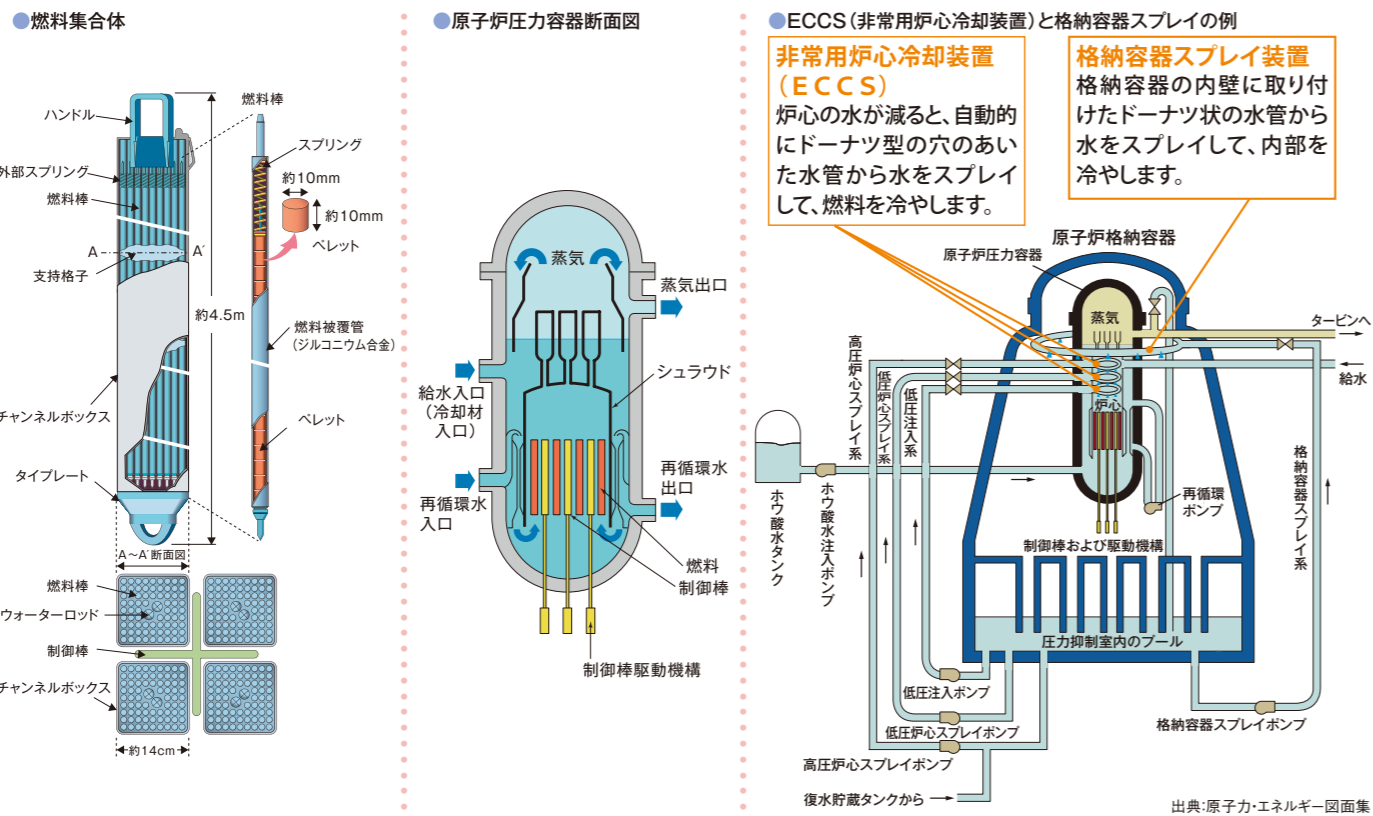 ●燃料集合体
ハンドル
外部スプリング
燃料棒
A
A´
支持格子
チャンネルボックス
タイプレート
約4.5m
燃料棒
スプリング
約10mm
約10mm
ペレット
燃料被覆管
(ジルコニウム合金)
ペレット
A〜A´断面図
燃料棒
ウォーターロッド
制御棒
チャンネルボックス
約14cm
●原子炉圧力容器断面図
蒸気
蒸気出口
シュラウド
給水入口
(冷却材
入口)
再循環水
入口
再循環水
出口
燃料
制御棒
制御棒駆動機構
●ECCS(非常用炉心冷却装置)と格納容器スプレイの例
非常用炉心冷却装置
(ECCS)
炉心の水が減ると、自動的
にドーナツ型の穴のあい
た水管から水をスプレイ
して、燃料を冷やします。
格納容器スプレイ装置
格納容器の内壁に取り付
けたドーナツ状の水管から
水をスプレイして、内部を
冷やします。
原子炉格納容器
原子炉圧力容器
蒸気
タービンへ
給水
炉心
高圧炉心スプレイ系
低圧炉心スプレイ系
低圧注入系
ホウ酸水タンク
ホウ酸水注入ポンプ
再循環
ポンプ
制御棒および駆動機構
格納容器スプレイ系
圧力抑制室内のプール
低圧注入ポンプ
低圧炉心スプレイポンプ
高圧炉心スプレイポンプ
格納容器スプレイポンプ
復水貯蔵タンクから
出典:原子力・エネルギー図面集